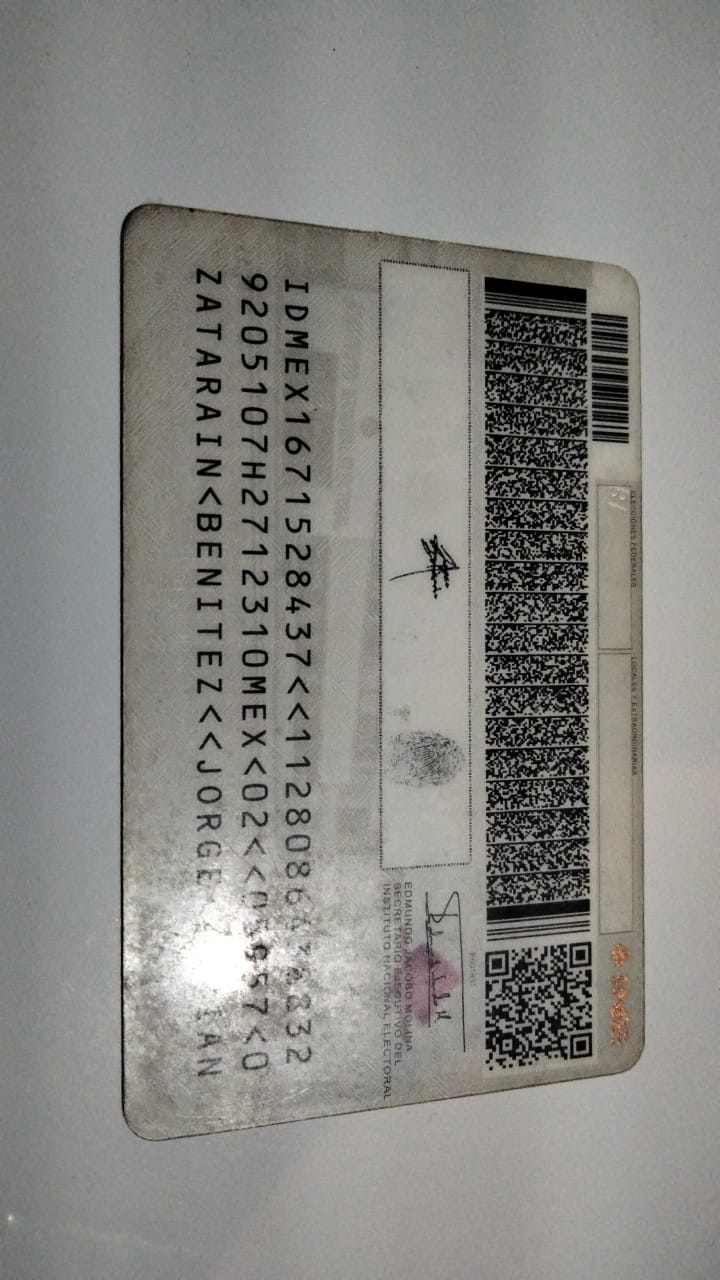 ELECCIONES FEDERALES
LOCALES Y EXTRAORDINARIAS
EDMUNDO JACOBO MOLINA
SECRETARIO EJECUTIVO DEL
INSTITUTO NACIONAL ELECTORAL
IDMEX1671528437<<
9205107H2712310MEX<02<<
ZATARAIN<BENITEZ<<JORGE